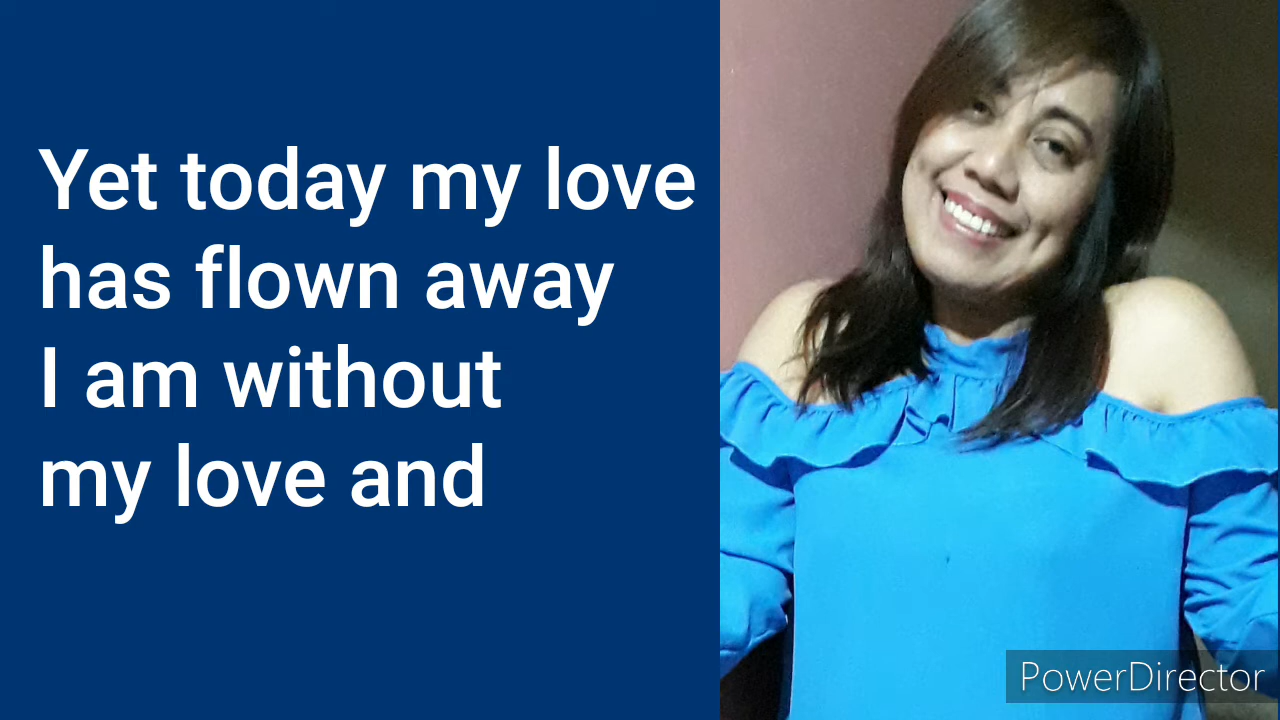 Yet today my love
has flown away
I am without
my love and
PowerDirector